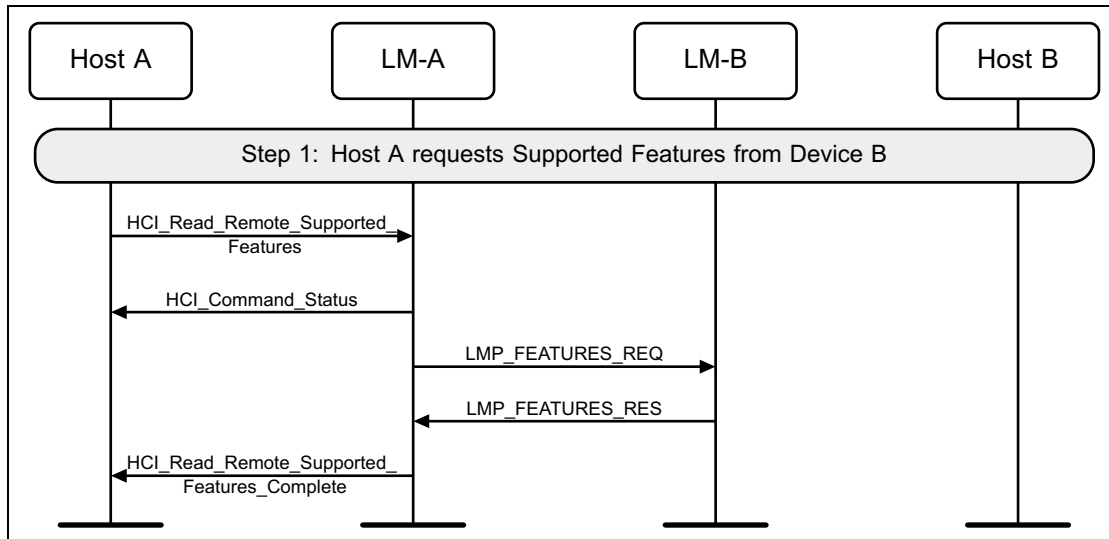 Host A
LM-A
LM-B
Host B
Step 1: Host A requests Supported Features from Device B
HCI_Read_Remote_Supported_
Features
HCI_Command_Status
LMP_FEATURES_REQ
LMP_FEATURES_RES
HCI_Read_Remote_Supported_
Features_Complete